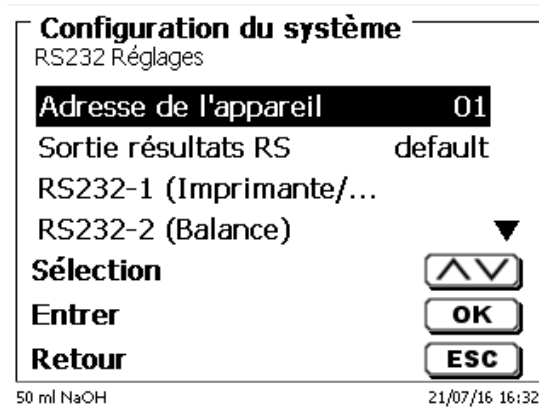 Configuration du système
RS232 Réglages
Adresse de l'appareil 01
Sortie résultats RS default
RS232-1 (Imprimante/...
RS232-2 (Balance)
Sélection
Entrer OK
Retour ESC
50 ml NaOH 21/07/16 16:32